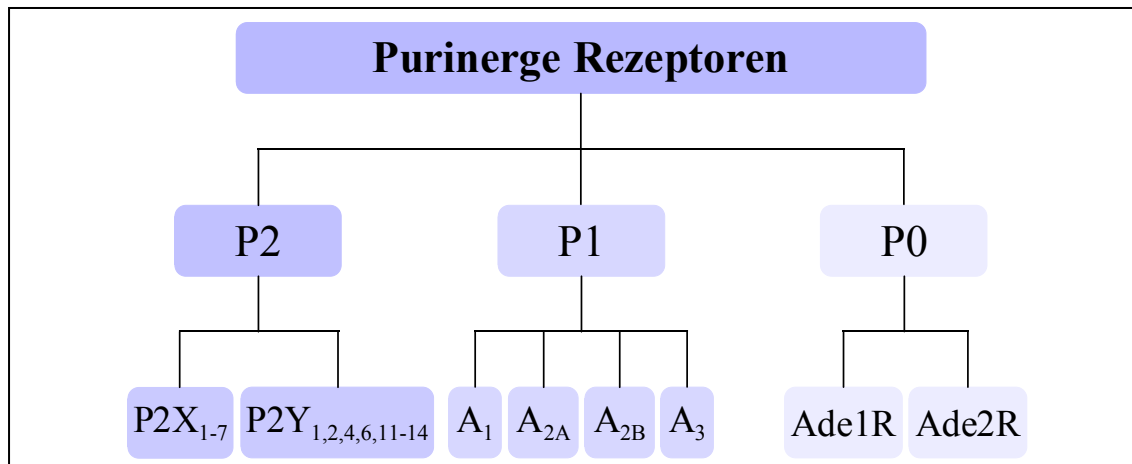 Purinerge Rezeptoren
P2 P1 P0
P2X1-7 P2Y1,2,4,6,11-14 A1 A2A A2B A3 Ade1R Ade2R